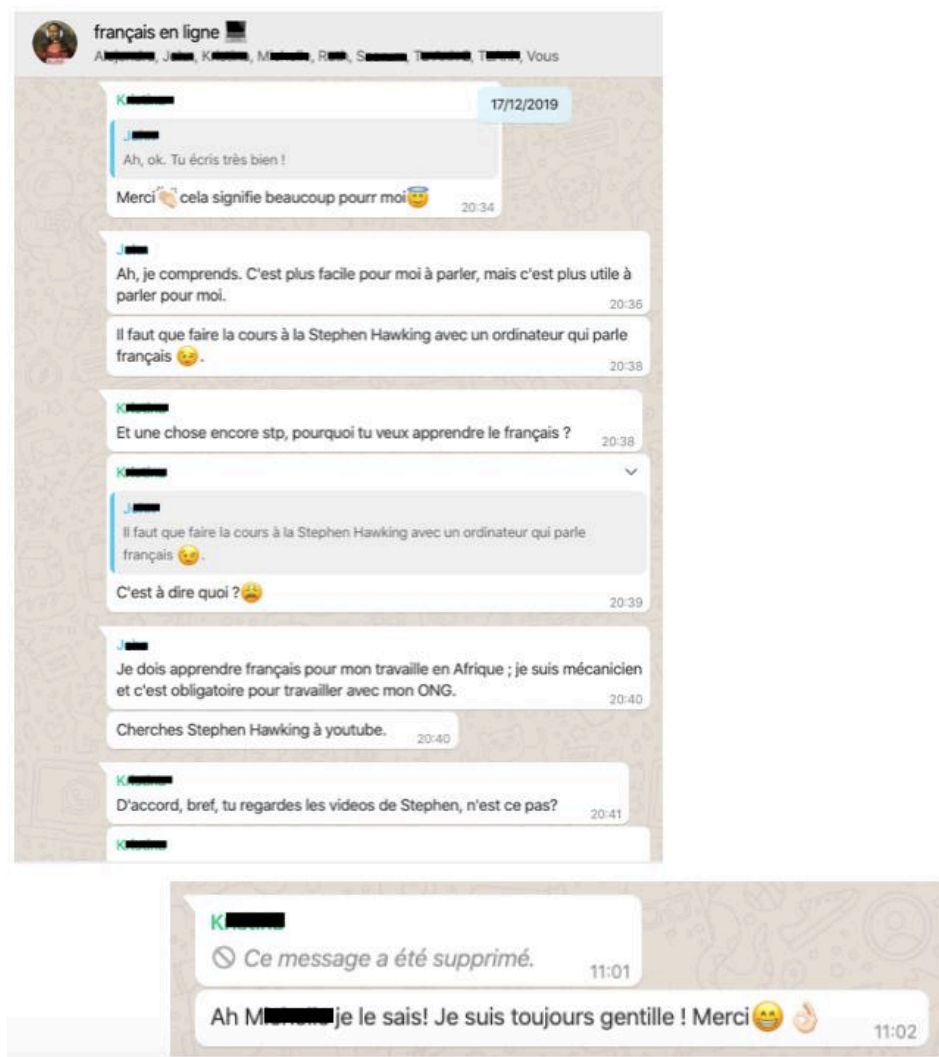 français en ligne
Vous
17/12/2019
Ah, ok. Tu écris très bien !
Merci cela signifie beaucoup pourr moi
20:34
Ah, je comprends. C'est plus facile pour moi à parler, mais c'est plus utile à
parler pour moi.
20:36
Il faut que faire la cours à la Stephen Hawking avec un ordinateur qui parle
français .
20:38
Et une chose encore stp, pourquoi tu veux apprendre le français ?
20:38
Il faut que faire la cours à la Stephen Hawking avec un ordinateur qui parle
français .
C'est à dire quoi ?
20:39
Je dois apprendre français pour mon travaille en Afrique ; je suis mécanicien
et c'est obligatoire pour travailler avec mon ONG.
20:40
Cherches Stephen Hawking à youtube.
20:40
D'accord, bref, tu regardes les videos de Stephen, n'est ce pas?
20:41
Ce message a été supprimé.
11:01
Ah je le sais! Je suis toujours gentille ! Merci
11:02